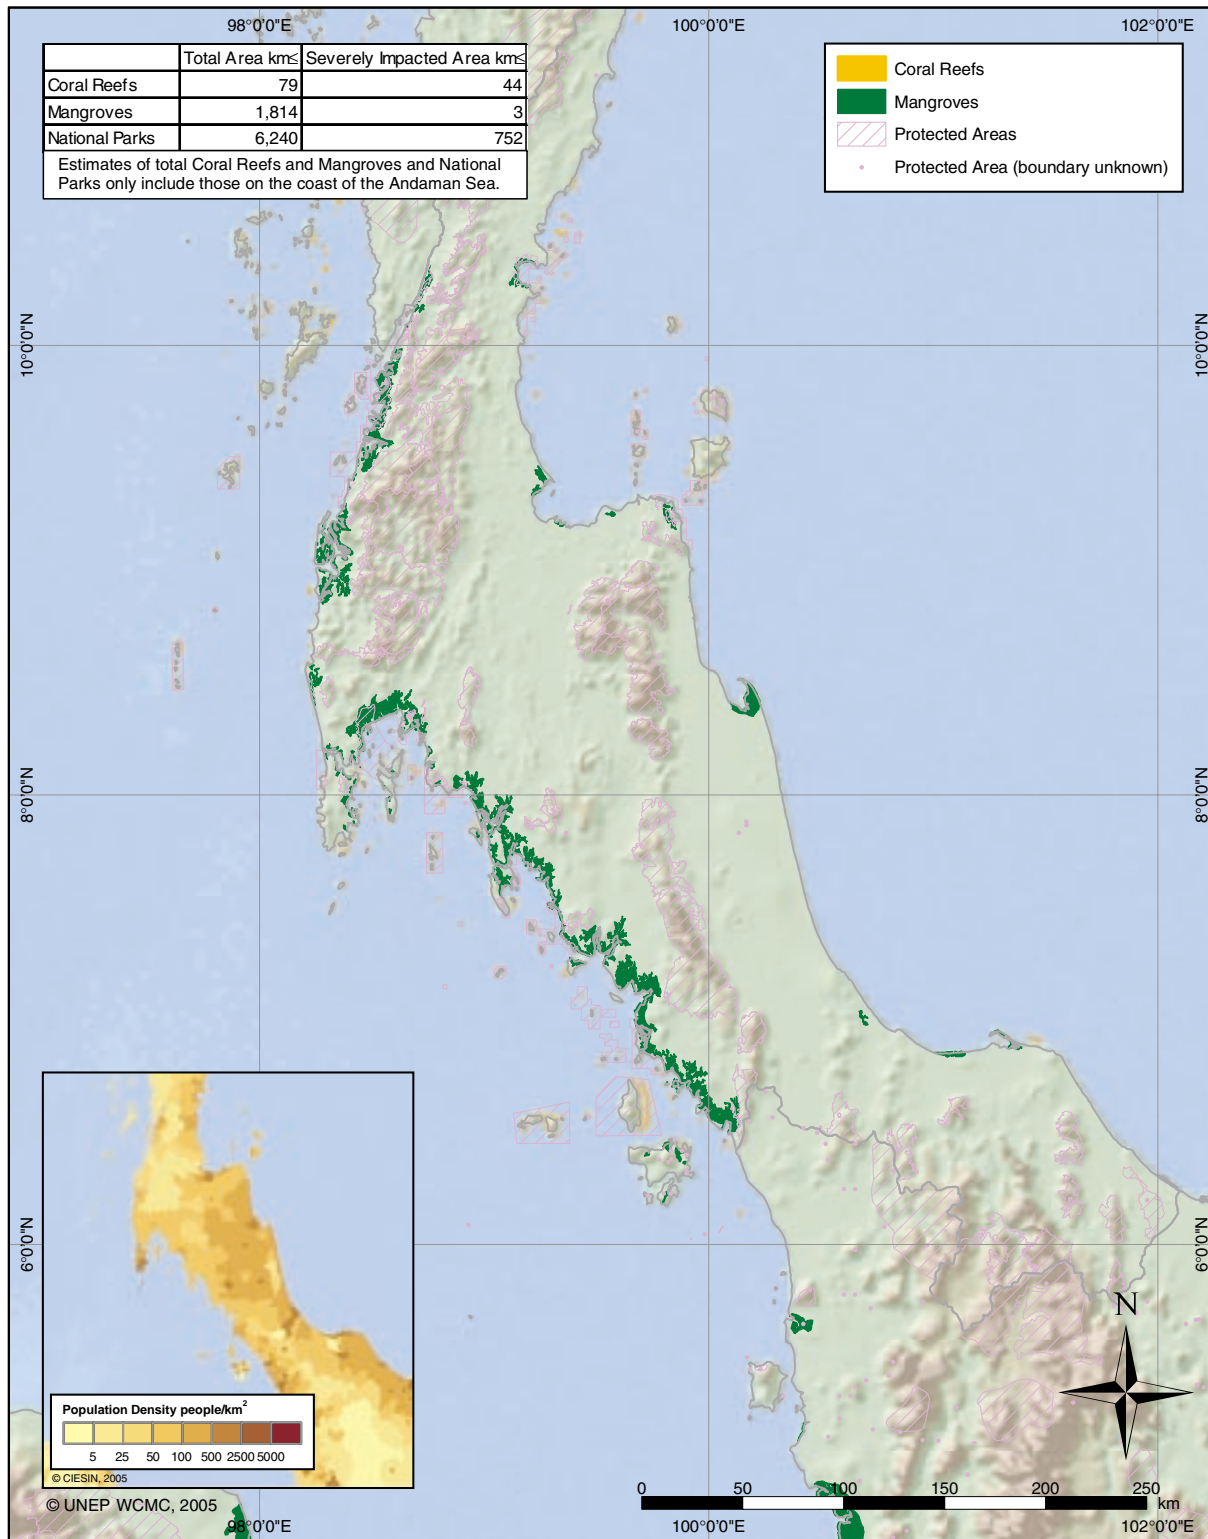 98°0'0"E 100°0'0"E 102°0'0"E
Total Area km≤ Severely Impacted Area km≤
Coral Reefs 79 44
Mangroves 1,814 3
National Parks 6,240 752
Estimates of total Coral Reefs and Mangroves and National
Parks only include those on the coast of the Andaman Sea.
Coral Reefs
Mangroves
Protected Areas
Protected Area (boundary unknown)
10°0'0"N 10°0'0"N
8°0'0"N 8°0'0"N
6°0'0"N 6°0'0"N
N
Population Density people/km²
5 25 50 100 500 2500 5000
© CIESIN, 2005
© UNEP WCMC, 2005
0 50 100 150 200 250
km
98°0'0"E 100°0'0"E 102°0'0"E